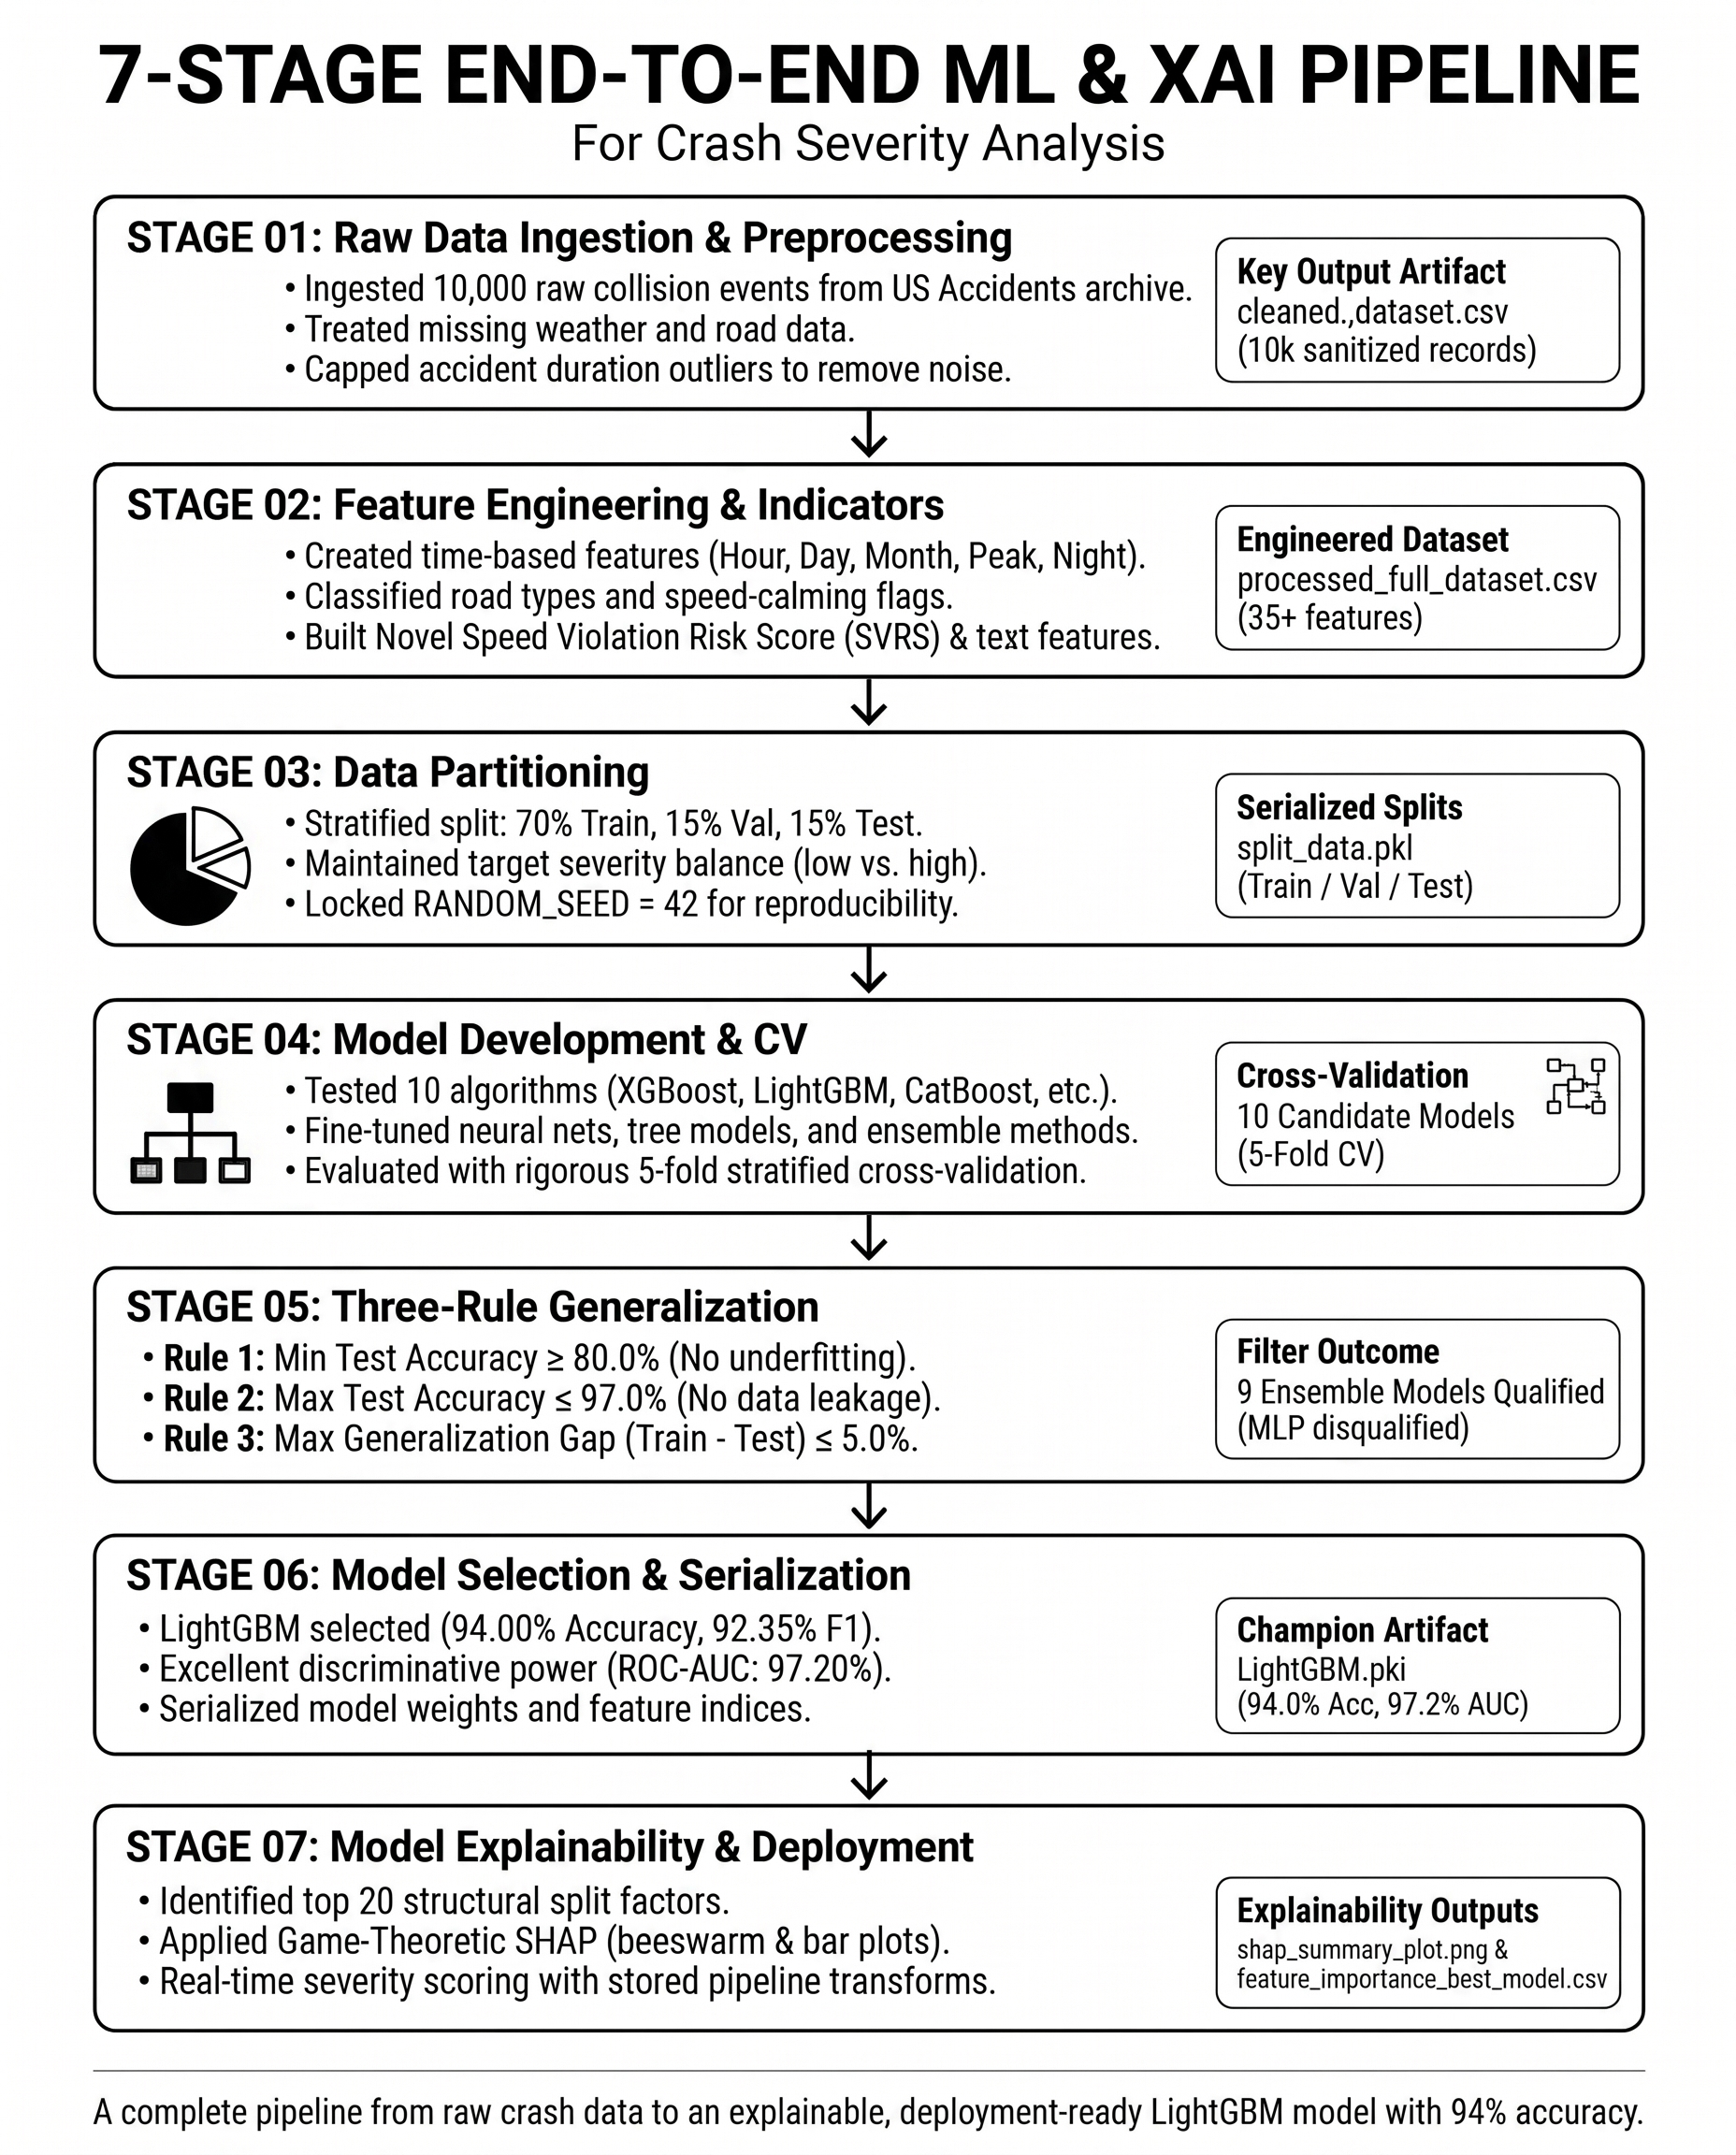 7-STAGE END-TO-END ML & XAI PIPELINE
For Crash Severity Analysis
STAGE 01: Raw Data Ingestion & Preprocessing
• Ingested 10,000 raw collision events from US Accidents archive.
• Treated missing weather and road data.
• Capped accident duration outliers to remove noise.
Key Output Artifact
cleaned.,dataset.csv
(10k sanitized records)
STAGE 02: Feature Engineering & Indicators
• Created time-based features (Hour, Day, Month, Peak, Night).
• Classified road types and speed-calming flags.
• Built Novel Speed Violation Risk Score (SVRS) & text features.
Engineered Dataset
processed_full_dataset.csv
(35+ features)
STAGE 03: Data Partitioning
• Stratified split: 70% Train, 15% Val, 15% Test.
• Maintained target severity balance (low vs. high).
• Locked RANDOM_SEED = 42 for reproducibility.
Serialized Splits
split_data.pkl
(Train / Val / Test)
STAGE 04: Model Development & CV
• Tested 10 algorithms (XGBoost, LightGBM, CatBoost, etc.).
• Fine-tuned neural nets, tree models, and ensemble methods.
• Evaluated with rigorous 5-fold stratified cross-validation.
Cross-Validation
10 Candidate Models
(5-Fold CV)
STAGE 05: Three-Rule Generalization
• Rule 1: Min Test Accuracy ≥ 80.0% (No underfitting).
• Rule 2: Max Test Accuracy ≤ 97.0% (No data leakage).
• Rule 3: Max Generalization Gap (Train - Test) ≤ 5.0%.
Filter Outcome
9 Ensemble Models Qualified
(MLP disqualified)
STAGE 06: Model Selection & Serialization
• LightGBM selected (94.00% Accuracy, 92.35% F1).
• Excellent discriminative power (ROC-AUC: 97.20%).
• Serialized model weights and feature indices.
Champion Artifact
LightGBM.pki
(94.0% Acc, 97.2% AUC)
STAGE 07: Model Explainability & Deployment
• Identified top 20 structural split factors.
• Applied Game-Theoretic SHAP (beeswarm & bar plots).
• Real-time severity scoring with stored pipeline transforms.
Explainability Outputs
shap_summary_plot.png &
feature_importance_best_model.csv
A complete pipeline from raw crash data to an explainable, deployment-ready LightGBM model with 94% accuracy.